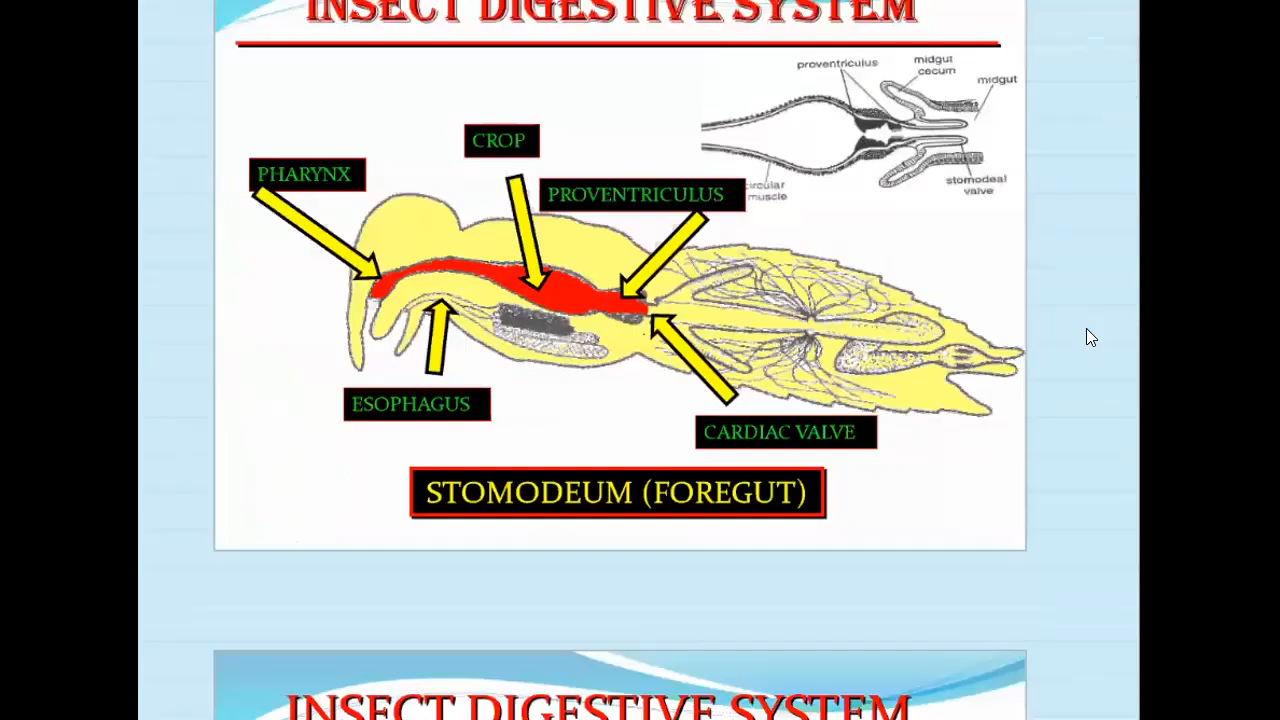 INSECT DIGESTIVE SYSTEM
proventriculus
midgut
cecum
midgut
CROP
PHARYNX
PROVENTRICULUS
circular
muscle
stomodeal
valve
ESOPHAGUS
CARDIAC VALVE
STOMODEUM (FOREGUT)
INSECT DIGESTIVE SYSTEM